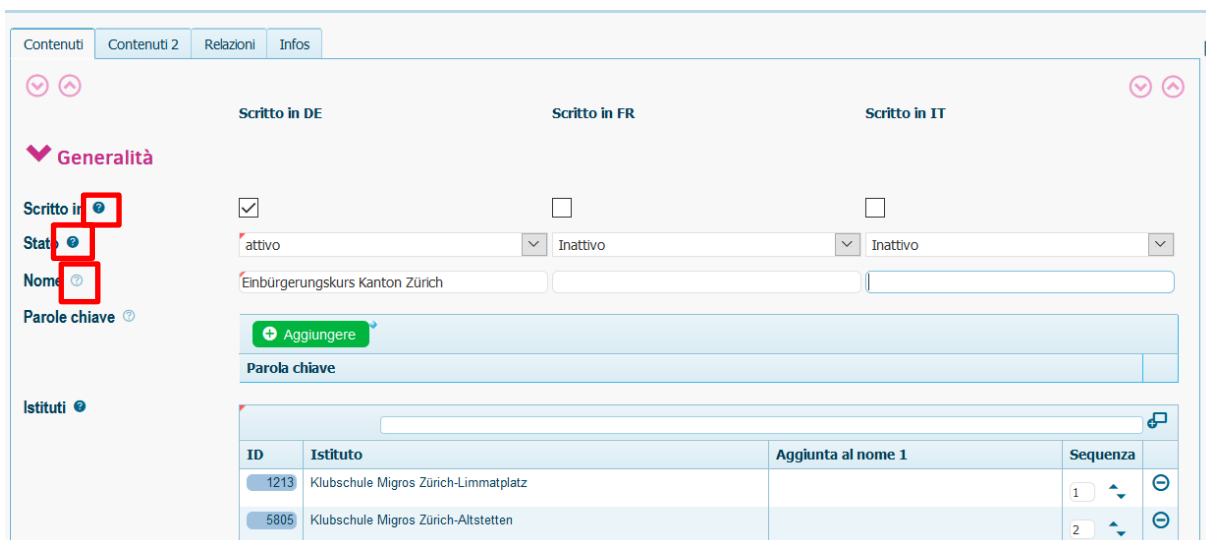 Contenuti Contenuti 2 Relazioni Infos
Scritto in DE Scritto in FR Scritto in IT
Generalità
Scritto in ?
Stato ? attivo Inattivo Inattivo
Nome ? Einbürgerungskurs Kanton Zürich
Parole chiave ?
Aggiungere
Parola chiave
Istituti ?
ID Istituto Aggiunta al nome 1 Sequenza
1213 Klubschule Migros Zürich-Limmatplatz 1
5805 Klubschule Migros Zürich-Altstetten 2